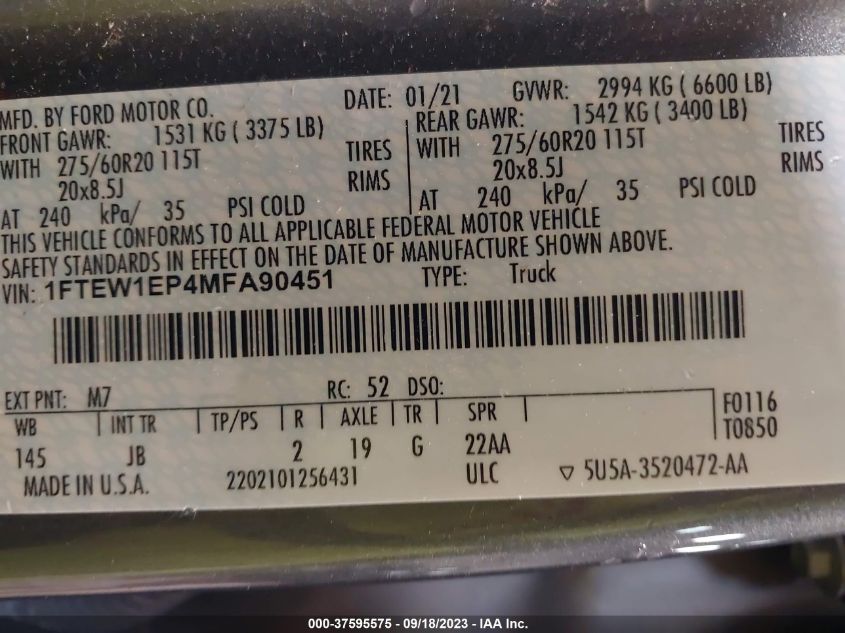 MFD. BY FORD MOTOR CO. DATE: 01/21 GVWR: 2994 KG ( 6600 LB)
FRONT GAWR: 1531 KG ( 3375 LB) REAR GAWR: 1542 KG ( 3400 LB)
WITH 275/60R20 115T TIRES WITH 275/60R20 115T TIRES
20x8.5J RIMS 20x8.5J RIMS
AT 240 kPa/ 35 PSI COLD AT 240 kPa/ 35 PSI COLD
THIS VEHICLE CONFORMS TO ALL APPLICABLE FEDERAL MOTOR VEHICLE
SAFETY STANDARDS IN EFFECT ON THE DATE OF MANUFACTURE SHOWN ABOVE.
VIN: 1FTEW1EP4MFA90451 TYPE: Truck
EXT PNT: M7 RC: 52 DSO:
WB INT TR TP/PS R AXLE TR SPR F0116
T0850
145 JB 2 19 G 22AA
MADE IN U.S.A. 2202101256431 ULC 5U5A-3520472-AA
000-37595575 - 09/18/2023 - IAA Inc.